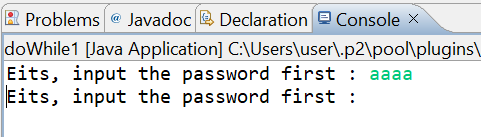 Problems @ Javadoc Declaration Console
doWhile1 [Java Application] C:\Users\user\.p2\pool\plugins\
Eits, input the password first : aaaa
Eits, input the password first :